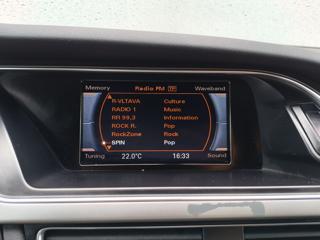 Memory Radio FM TP Waveband
R-VLTAVA Culture
RADIO 1 Music
RFI 99,3 Information
ROCK R. Pop
RockZone Rock
SPIN Pop
Tuning 22.0°C 16:33 Sound